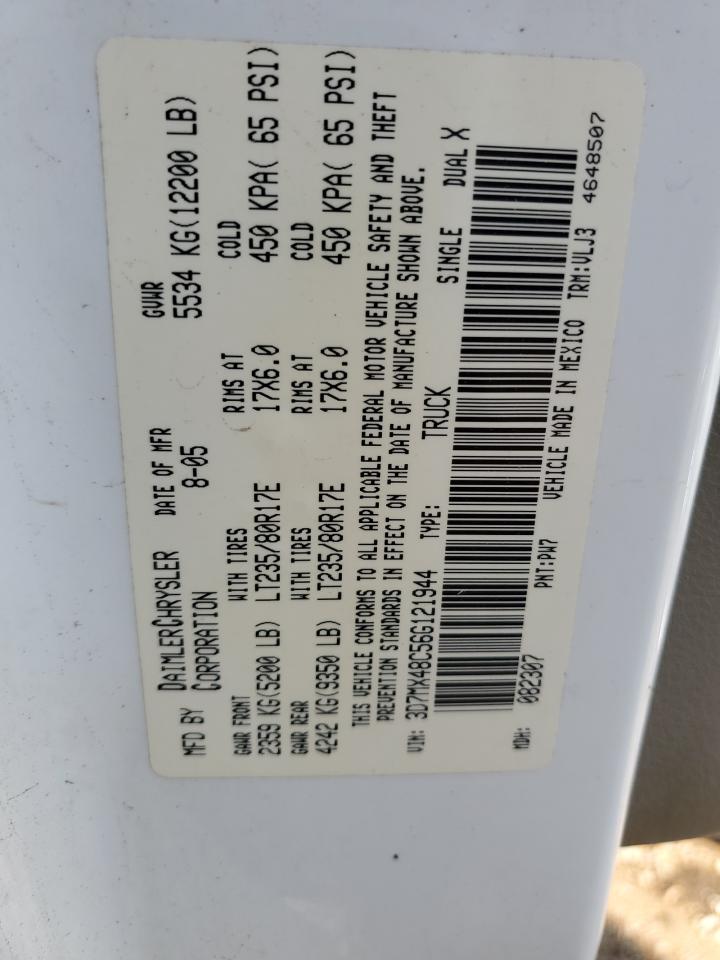 MFD BY DAIMLERCHRYSLER CORPORATION
DATE OF MFR 8-05
GVWR 5534 KG(12200 LB)
GAWR FRONT WITH TIRES RIMS AT COLD
2359 KG(5200 LB) LT235/80R17E 17X6.0 450 KPA( 65 PSI)
GAWR REAR WITH TIRES RIMS AT COLD
4242 KG(9350 LB) LT235/80R17E 17X6.0 450 KPA( 65 PSI)
THIS VEHICLE CONFORMS TO ALL APPLICABLE FEDERAL MOTOR VEHICLE SAFETY AND THEFT
PREVENTION STANDARDS IN EFFECT ON THE DATE OF MANUFACTURE SHOWN ABOVE.
VIN: 3D7MX48C56G121944 TYPE: TRUCK SINGLE DUAL X
MDH: 082307 PNT:PW7 VEHICLE MADE IN MEXICO TRM:VLJ3 4648507